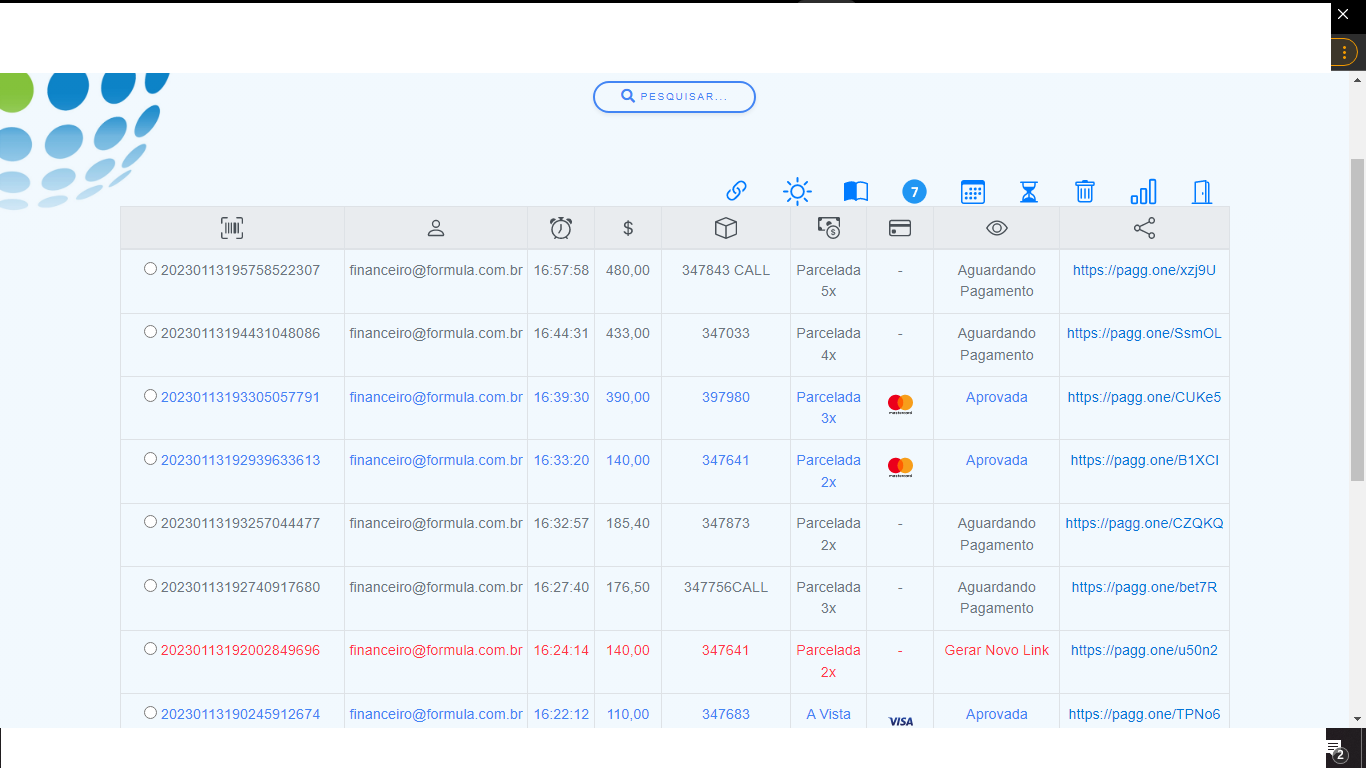 PESQUISAR...
7
$
20230113195758522307 financeiro@formula.com.br 16:57:58 480,00 347843 CALL Parcelada - Aguardando https://pagg.one/xzj9U
5x Pagamento
20230113194431048086 financeiro@formula.com.br 16:44:31 433,00 347033 Parcelada - Aguardando https://pagg.one/SsmOL
4x Pagamento
20230113193305057791 financeiro@formula.com.br 16:39:30 390,00 397980 Parcelada mastercard Aprovada https://pagg.one/CUKe5
3x
20230113192939633613 financeiro@formula.com.br 16:33:20 140,00 347641 Parcelada mastercard Aprovada https://pagg.one/B1XCI
2x
20230113193257044477 financeiro@formula.com.br 16:32:57 185,40 347873 Parcelada - Aguardando https://pagg.one/CZQKQ
2x Pagamento
20230113192740917680 financeiro@formula.com.br 16:27:40 176,50 347756CALL Parcelada - Aguardando https://pagg.one/bet7R
3x Pagamento
20230113192002849696 financeiro@formula.com.br 16:24:14 140,00 347641 Parcelada - Gerar Novo Link https://pagg.one/u50n2
2x
20230113190245912674 financeiro@formula.com.br 16:22:12 110,00 347683 A Vista VISA Aprovada https://pagg.one/TPNo6
2